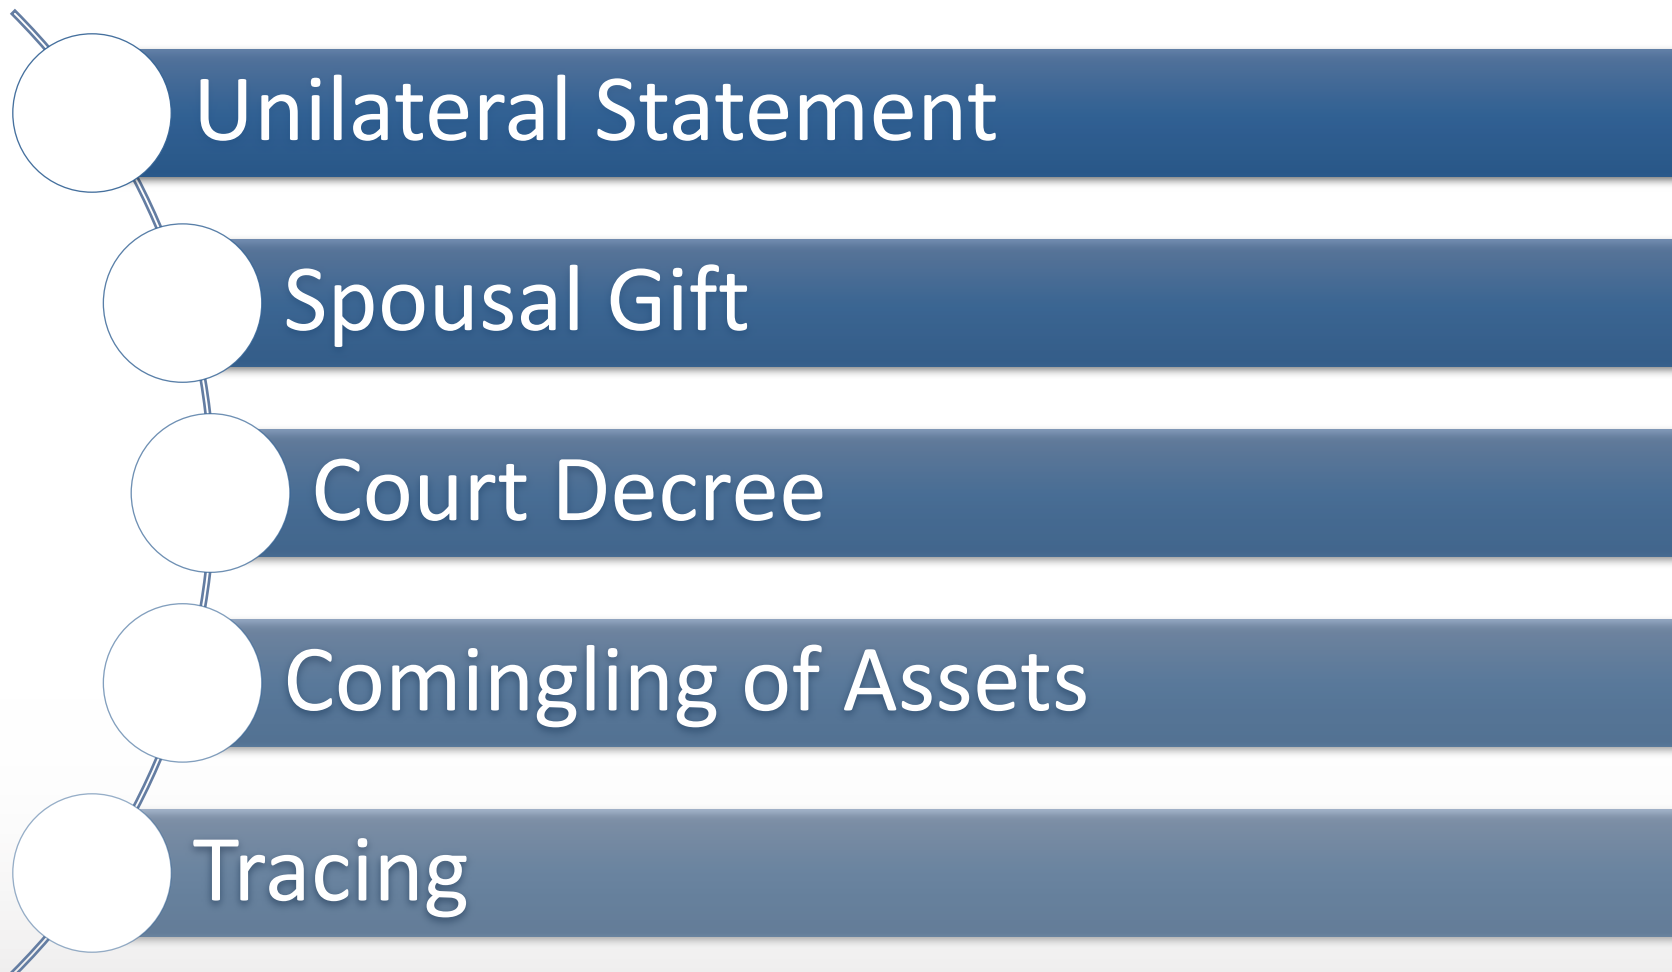 Unilateral Statement
Spousal Gift
Court Decree
Comingling of Assets
Tracing